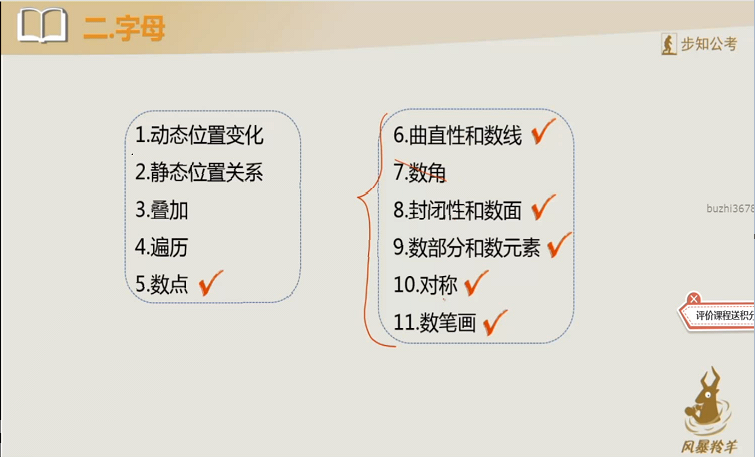 二.字母
步知公考
1.动态位置变化
2.静态位置关系
3.叠加
4.遍历
5.数点
6.曲直性和数线
7.数角
8.封闭性和数面
9.数部分和数元素
10.对称
11.数笔画
buzhi3678
评价课程送积分
风暴羚羊